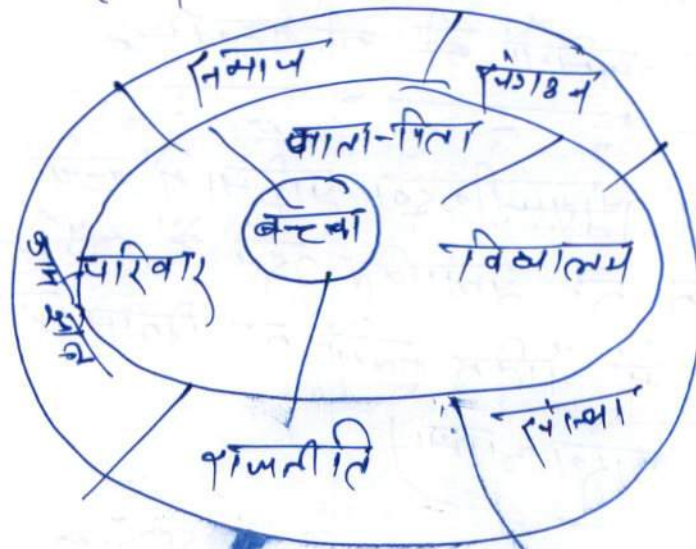 समाज
संगठन
माता-पिता
बच्चा
परिवार
विद्यालय
राजनीति
संस्था